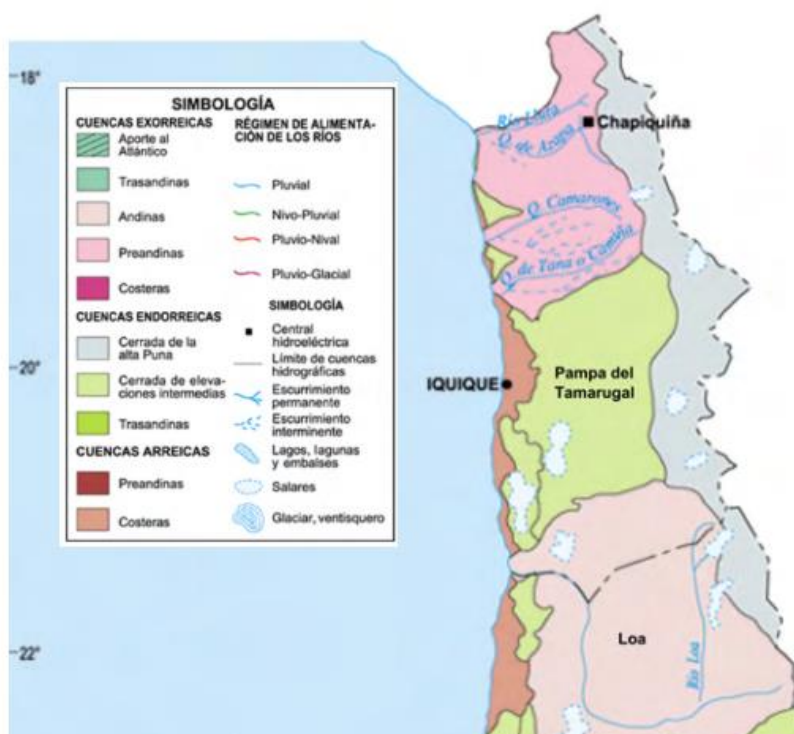 18°
20°
22°
SIMBOLOGÍA
CUENCAS EXORREICAS
Aporte al
Atlántico
Trasandinas
Andinas
Preandinas
Costeras
CUENCAS ENDORREICAS
Cerrada de la
alta Puna
Cerrada de eleva-
ciones intermedias
Trasandinas
CUENCAS ARREICAS
Preandinas
Costeras
RÉGIMEN DE ALIMENTA-
CIÓN DE LOS RÍOS
Pluvial
Nivo-Pluvial
Pluvio-Nival
Pluvio-Glacial
SIMBOLOGÍA
Central
hidroeléctrica
Límite de cuencas
hidrográficas
Escurrimiento
permanente
Escurrimiento
interminente
Lagos, lagunas
y embalses
Salares
Glaciar, ventisquero
Río Lluta
Q. de Azapa
Chapiquiña
Q. Camarones
Q. de Tana o Camiña
IQUIQUE
Pampa del
Tamarugal
Loa
Río Loa